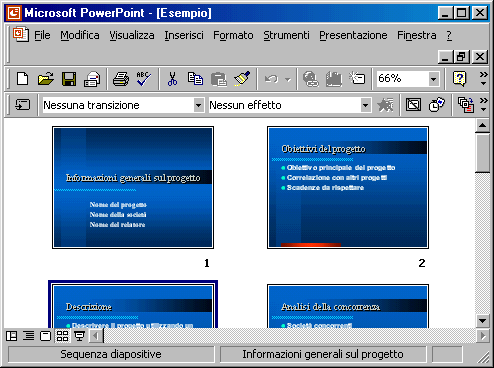 Microsoft PowerPoint - [Esempio]
File Modifica Visualizza Inserisci Formato Strumenti Presentazione Finestra ?
ABC 66% ?
Nessuna transizione Nessun effetto
Informazioni generali sul progetto
Nome del progetto
Nome della società
Nome del relatore
1
Obiettivi del progetto
Obiettivo principale del progetto
Correlazione con altri progetti
Scadenze da rispettare
2
Descrizione
Descrivere il progetto utilizzando un
Analisi della concorrenza
Società concorrenti
Sequenza diapositive Informazioni generali sul progetto